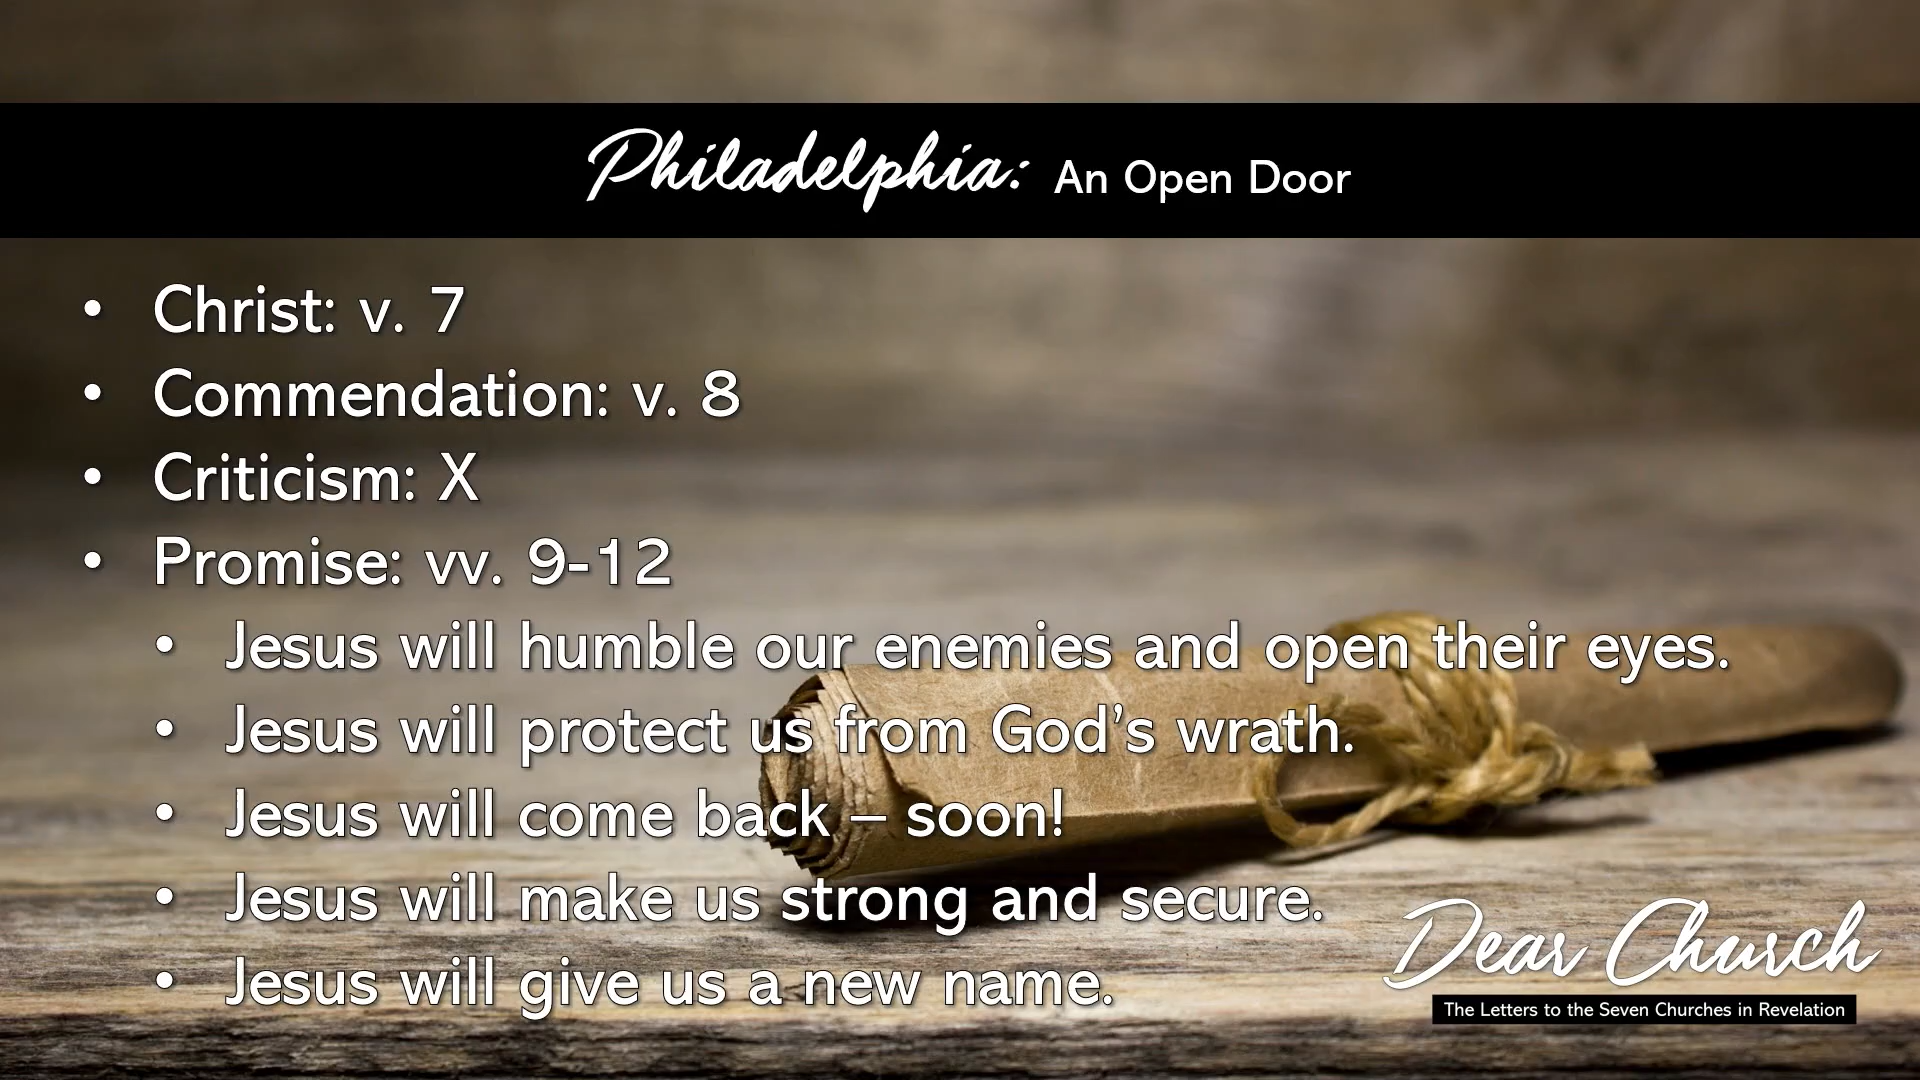 Philadelphia: An Open Door
• Christ: v. 7
• Commendation: v. 8
• Criticism: X
• Promise: vv. 9-12
• Jesus will humble our enemies and open their eyes.
• Jesus will protect us from God’s wrath.
• Jesus will come back – soon!
• Jesus will make us strong and secure.
• Jesus will give us a new name.
Dear Church
The Letters to the Seven Churches in Revelation